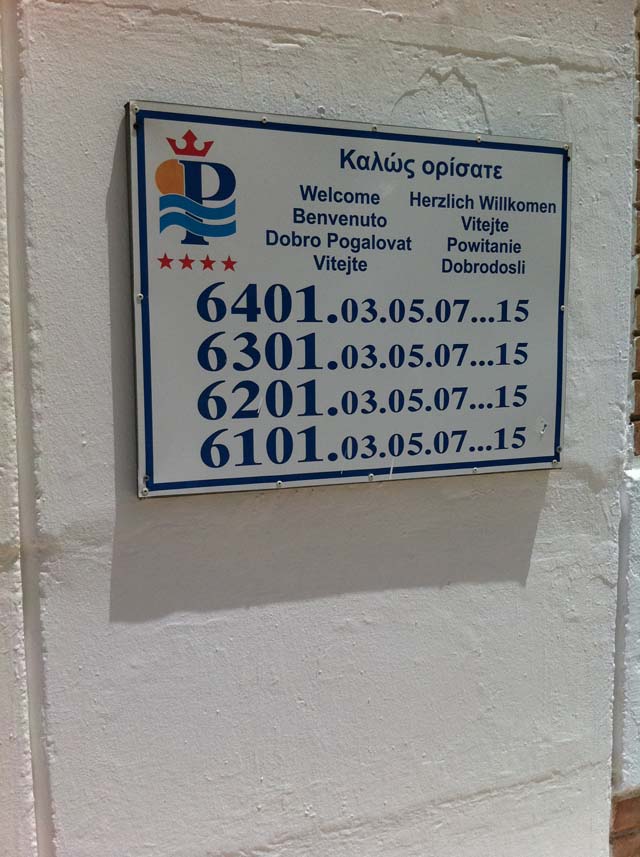 P
Καλώς ορίσατε
Welcome
Benvenuto
Dobro Pogalovat
Vitejte
Herzlich Willkomen
Vitejte
Powitanie
Dobrodosli
6401.03.05.07...15
6301.03.05.07...15
6201.03.05.07...15
6101.03.05.07...15